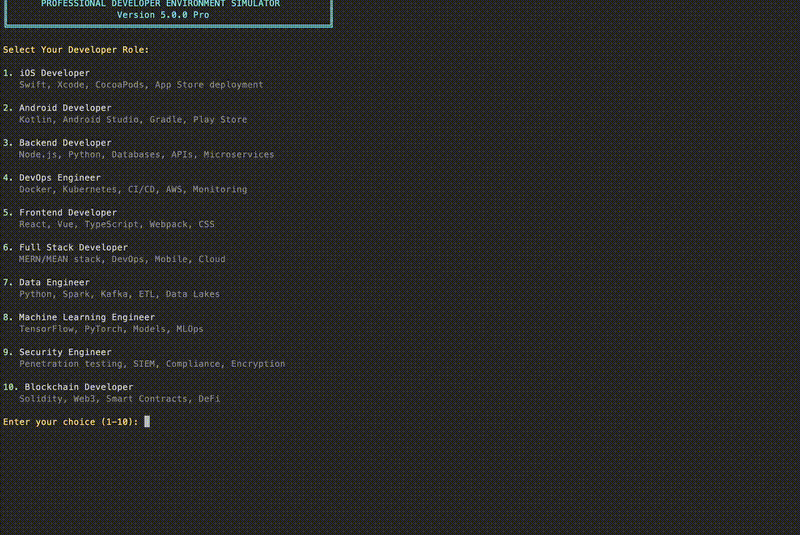 PROFESSIONAL DEVELOPER ENVIRONMENT SIMULATOR
Version 5.0.0 Pro
Select Your Developer Role:
1. iOS Developer
Swift, Xcode, CocoaPods, App Store deployment
2. Android Developer
Kotlin, Android Studio, Gradle, Play Store
3. Backend Developer
Node.js, Python, Databases, APIs, Microservices
4. DevOps Engineer
Docker, Kubernetes, CI/CD, AWS, Monitoring
5. Frontend Developer
React, Vue, TypeScript, Webpack, CSS
6. Full Stack Developer
MERN/MEAN stack, DevOps, Mobile, Cloud
7. Data Engineer
Python, Spark, Kafka, ETL, Data Lakes
8. Machine Learning Engineer
TensorFlow, PyTorch, Models, MLOps
9. Security Engineer
Penetration testing, SIEM, Compliance, Encryption
10. Blockchain Developer
Solidity, Web3, Smart Contracts, DeFi
Enter your choice (1-10):